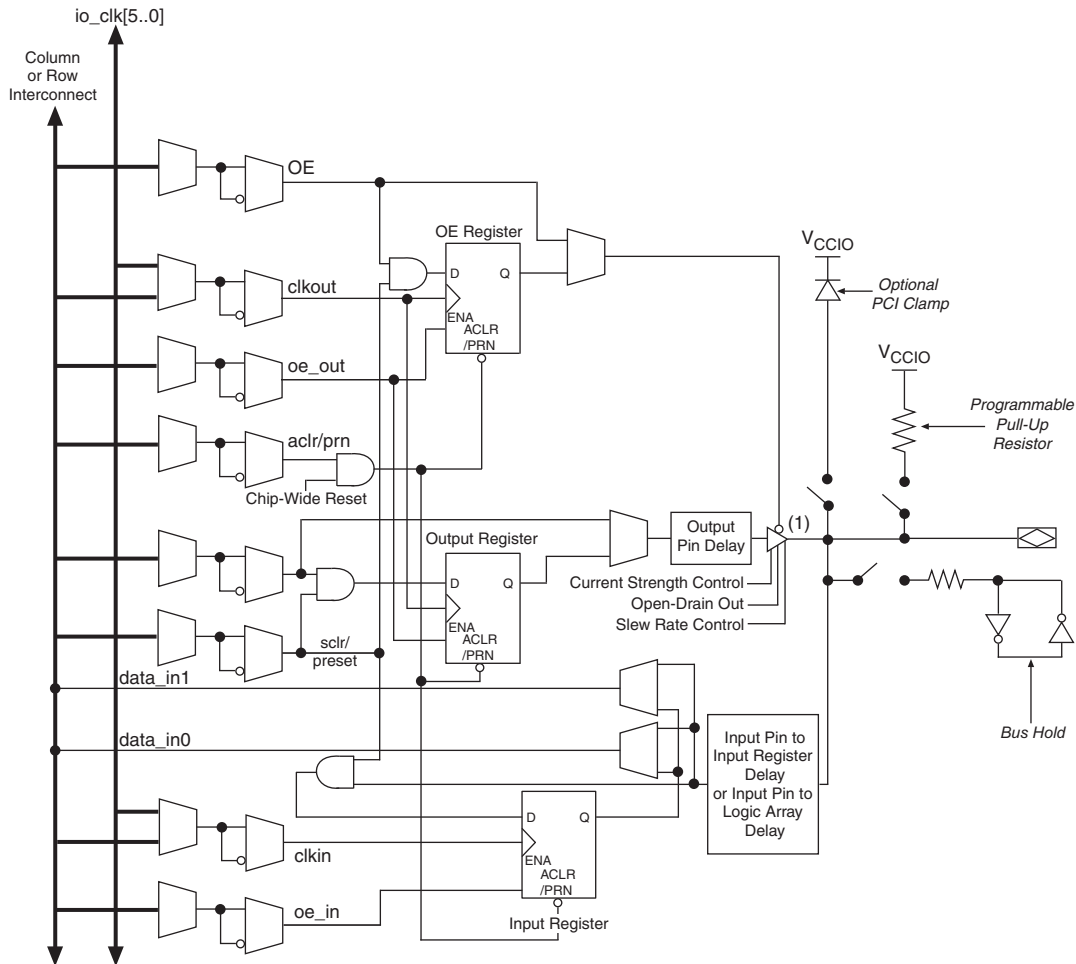 io_clk[5..0]
Column
or Row
Interconnect
OE
OE Register
D
Q
ENA
ACLR
/PRN
clkout
oe_out
aclr/prn
Chip-Wide Reset
VCCIO
Optional
PCI Clamp
VCCIO
Programmable
Pull-Up
Resistor
Output Register
D
Q
ENA
ACLR
/PRN
Output
Pin Delay
(1)
Current Strength Control
Open-Drain Out
Slew Rate Control
sclr/
preset
data_in1
data_in0
Bus Hold
Input Pin to
Input Register
Delay
or Input Pin to
Logic Array
Delay
D
Q
ENA
ACLR
/PRN
Input Register
clkin
oe_in